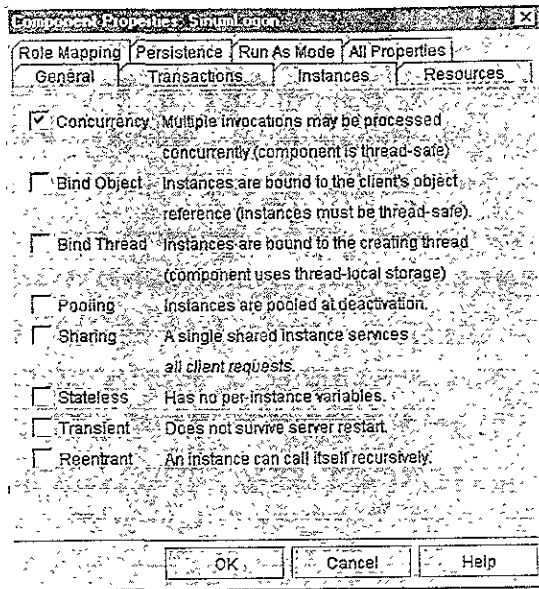 Component Properties: SimumLogon
Role Mapping Persistence Run As Mode All Properties
General Transactions Instances Resources
Concurrency Multiple invocations may be processed
concurrently (component is thread-safe)
Bind Object Instances are bound to the client's object
reference (instances must be thread-safe).
Bind Thread Instances are bound to the creating thread
(component uses thread-local storage)
Pooling Instances are pooled at deactivation.
Sharing A single shared instance services
all client requests.
Stateless Has no per-instance variables.
Transient Does not survive server restart.
Reentrant An instance can call itself recursively.
OK Cancel Help